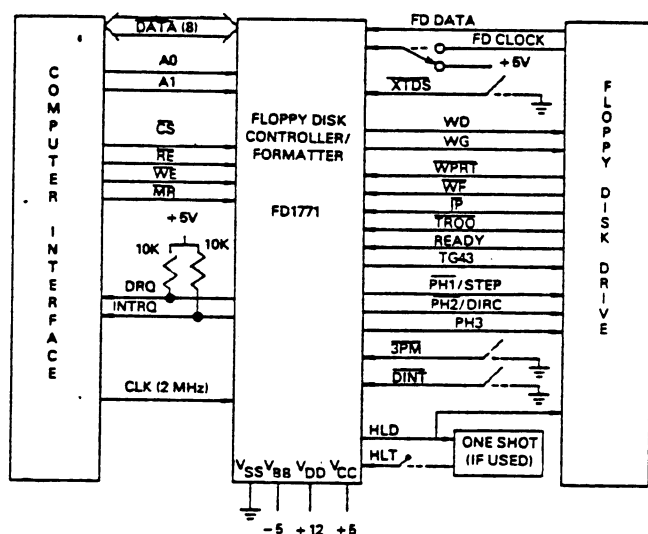 COMPUTER INTERFACE
DATA (8)
A0
A1
CS
RE
WE
MR
+5V
10K
10K
DRQ
INTRQ
CLK (2 MHz)
FLOPPY DISK
CONTROLLER/
FORMATTER
FD1771
VSS VBB VDD VCC
-5 +12 +5
FD DATA
FD CLOCK
+5V
XTDS
WD
WG
WPRT
WF
IP
TROO
READY
TG43
PH1/STEP
PH2/DIRC
PH3
3PM
DINT
HLD
HLT
ONE SHOT
(IF USED)
FLOPPY DISK DRIVE